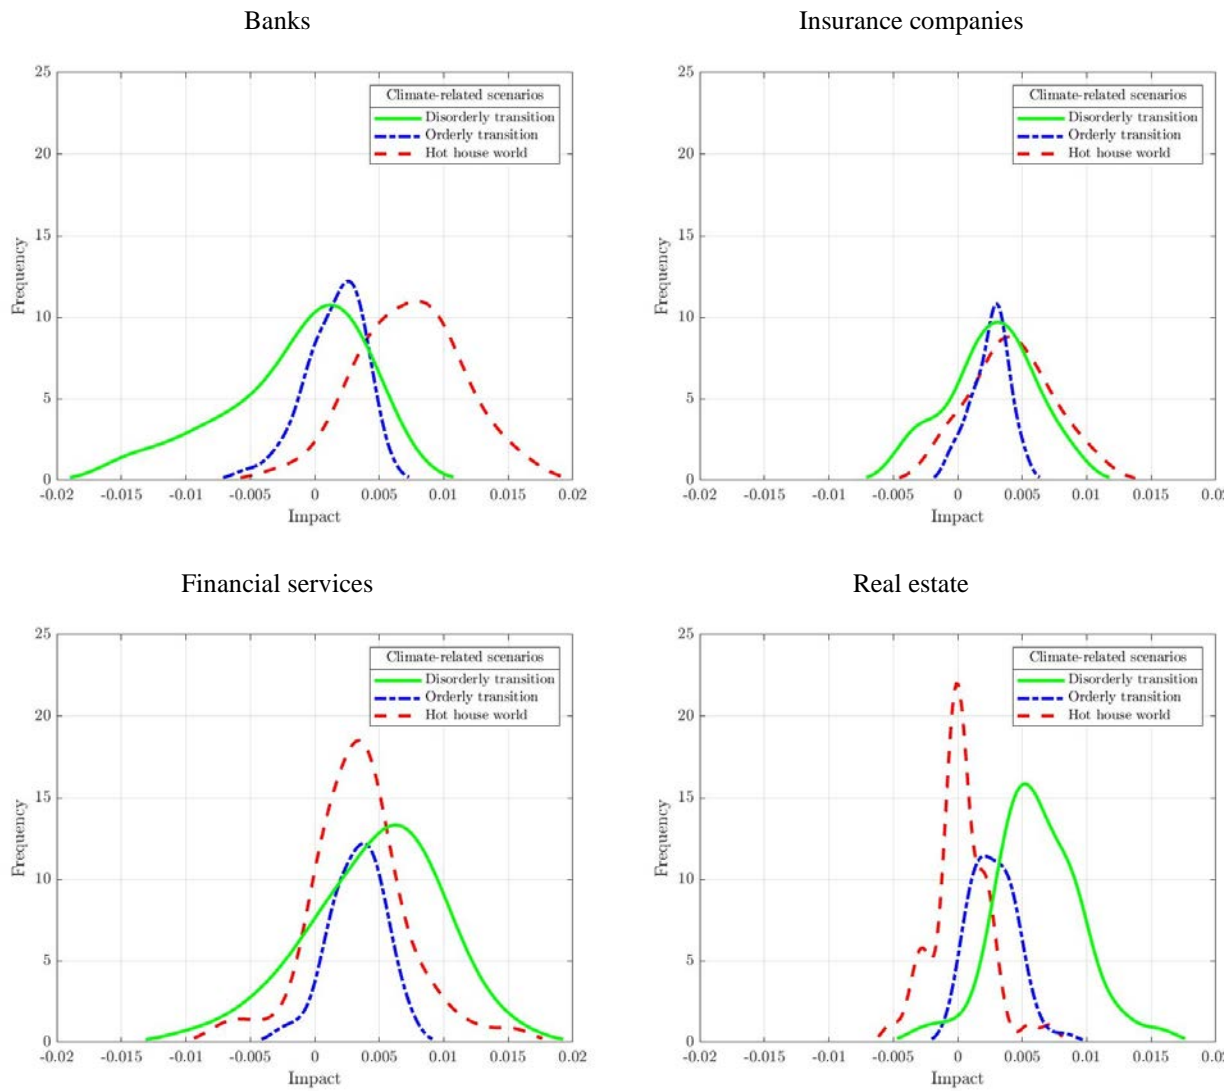 Banks
Insurance companies
25
20
15
10
5
0
Frequency
-0.02 -0.015 -0.01 -0.005 0 0.005 0.01 0.015 0.02
Impact
Climate-related scenarios
Disorderly transition
Orderly transition
Hot house world
25
20
15
10
5
0
Frequency
-0.02 -0.015 -0.01 -0.005 0 0.005 0.01 0.015 0.02
Impact
Climate-related scenarios
Disorderly transition
Orderly transition
Hot house world
Financial services
Real estate
25
20
15
10
5
0
Frequency
-0.02 -0.015 -0.01 -0.005 0 0.005 0.01 0.015 0.02
Impact
Climate-related scenarios
Disorderly transition
Orderly transition
Hot house world
25
20
15
10
5
0
Frequency
-0.02 -0.015 -0.01 -0.005 0 0.005 0.01 0.015 0.02
Impact
Climate-related scenarios
Disorderly transition
Orderly transition
Hot house world